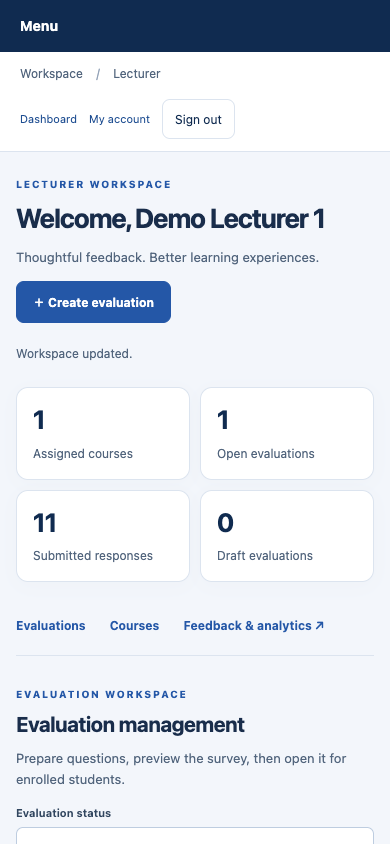 Menu
Workspace / Lecturer
Dashboard My account Sign out
LECTURER WORKSPACE
Welcome, Demo Lecturer 1
Thoughtful feedback. Better learning experiences.
+ Create evaluation
Workspace updated.
1
Assigned courses
1
Open evaluations
11
Submitted responses
0
Draft evaluations
Evaluations Courses Feedback & analytics ↗
EVALUATION WORKSPACE
Evaluation management
Prepare questions, preview the survey, then open it for
enrolled students.
Evaluation status